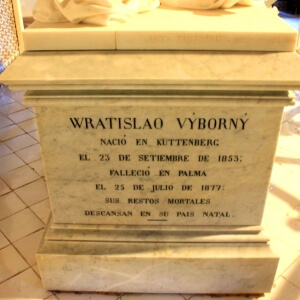 WRATISLAO VÝBORNÝ
NACIÓ EN KUTTENBERG
EL 23 DE SETIEMBRE DE 1853;
FALLECIÓ EN PALMA
EL 25 DE JULIO DE 1877:
SUS RESTOS MORTALES
DESCANSAN EN SU PAIS NATAL.